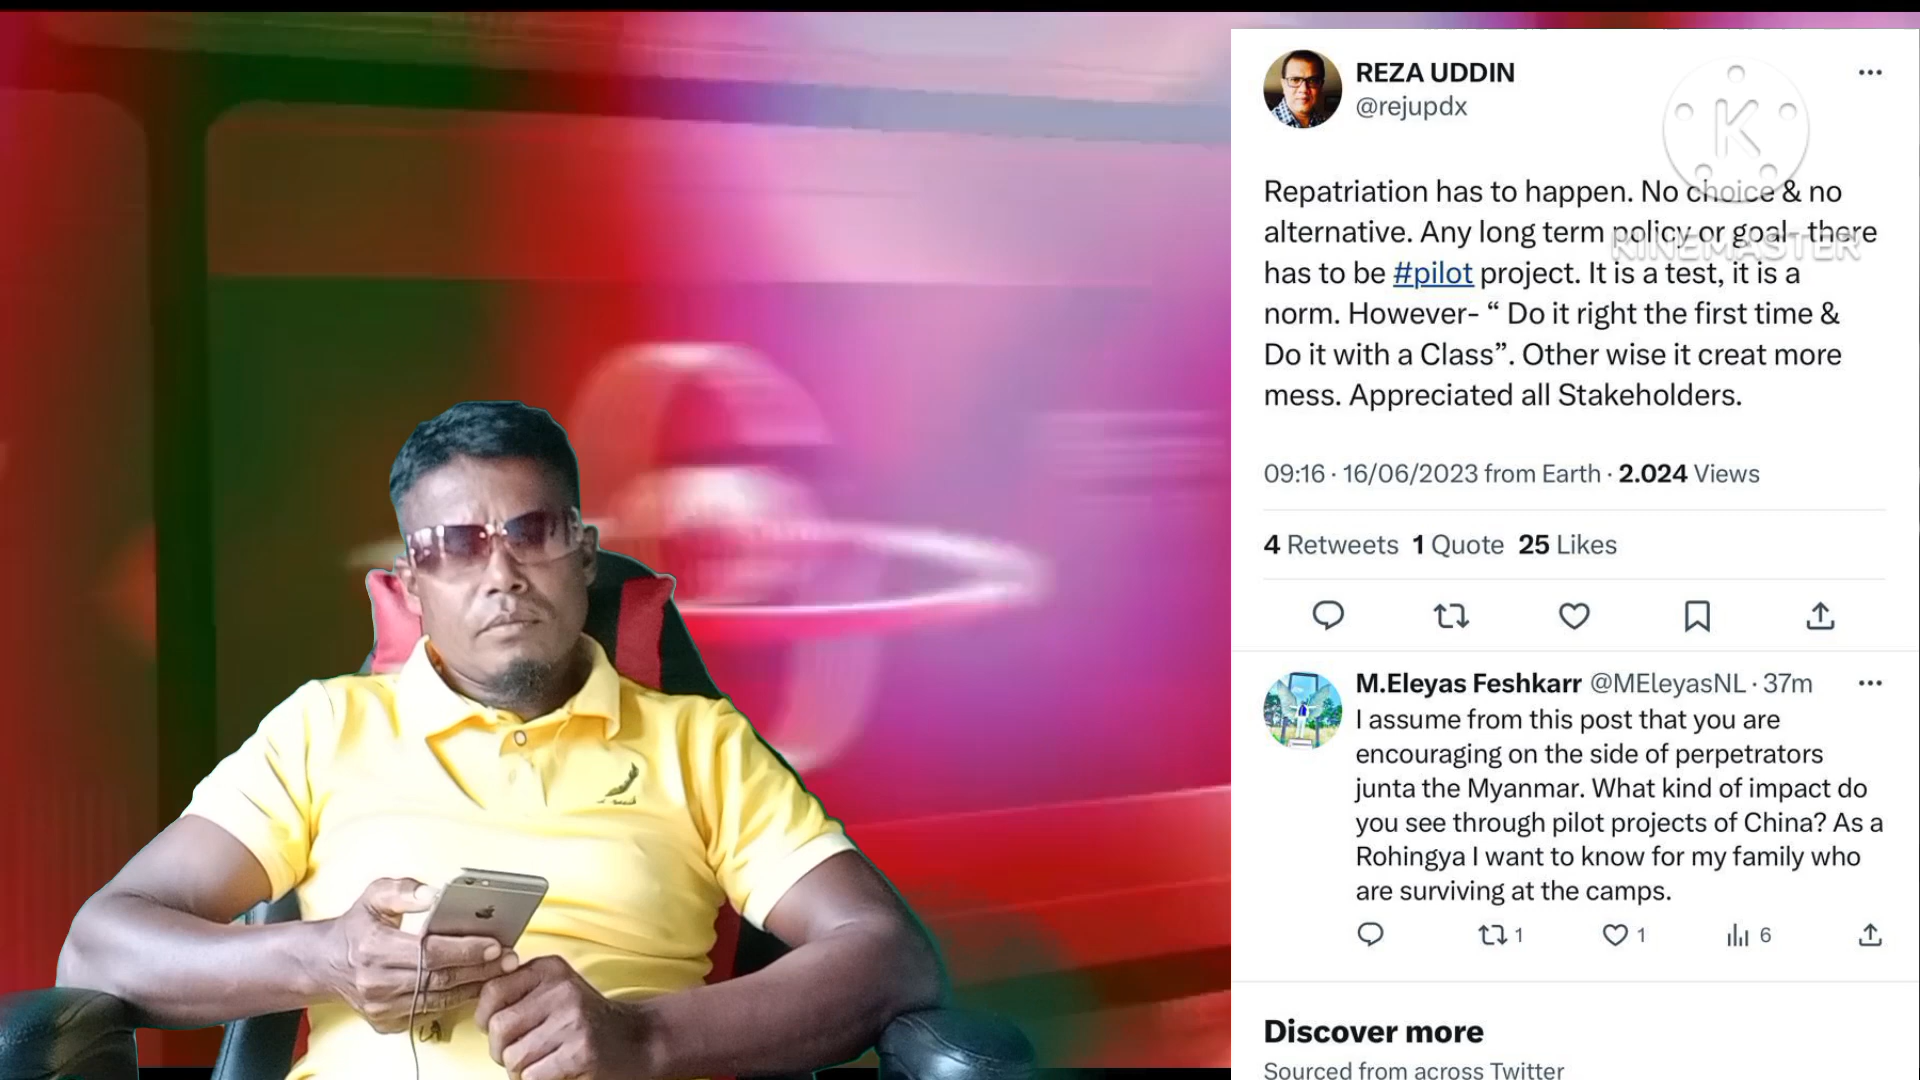 REZA UDDIN
@rejupdx
Repatriation has to happen. No choice & no
alternative. Any long term policy or goal- there
has to be #pilot project. It is a test, it is a
norm. However- “ Do it right the first time &
Do it with a Class”. Other wise it creat more
mess. Appreciated all Stakeholders.
09:16 · 16/06/2023 from Earth · 2.024 Views
4 Retweets 1 Quote 25 Likes
M.Eleyas Feshkarr @MEleyasNL · 37m
I assume from this post that you are
encouraging on the side of perpetrators
junta the Myanmar. What kind of impact do
you see through pilot projects of China? As a
Rohingya I want to know for my family who
are surviving at the camps.
1 1 6
Discover more
Sourced from across Twitter
K
KINEMASTER